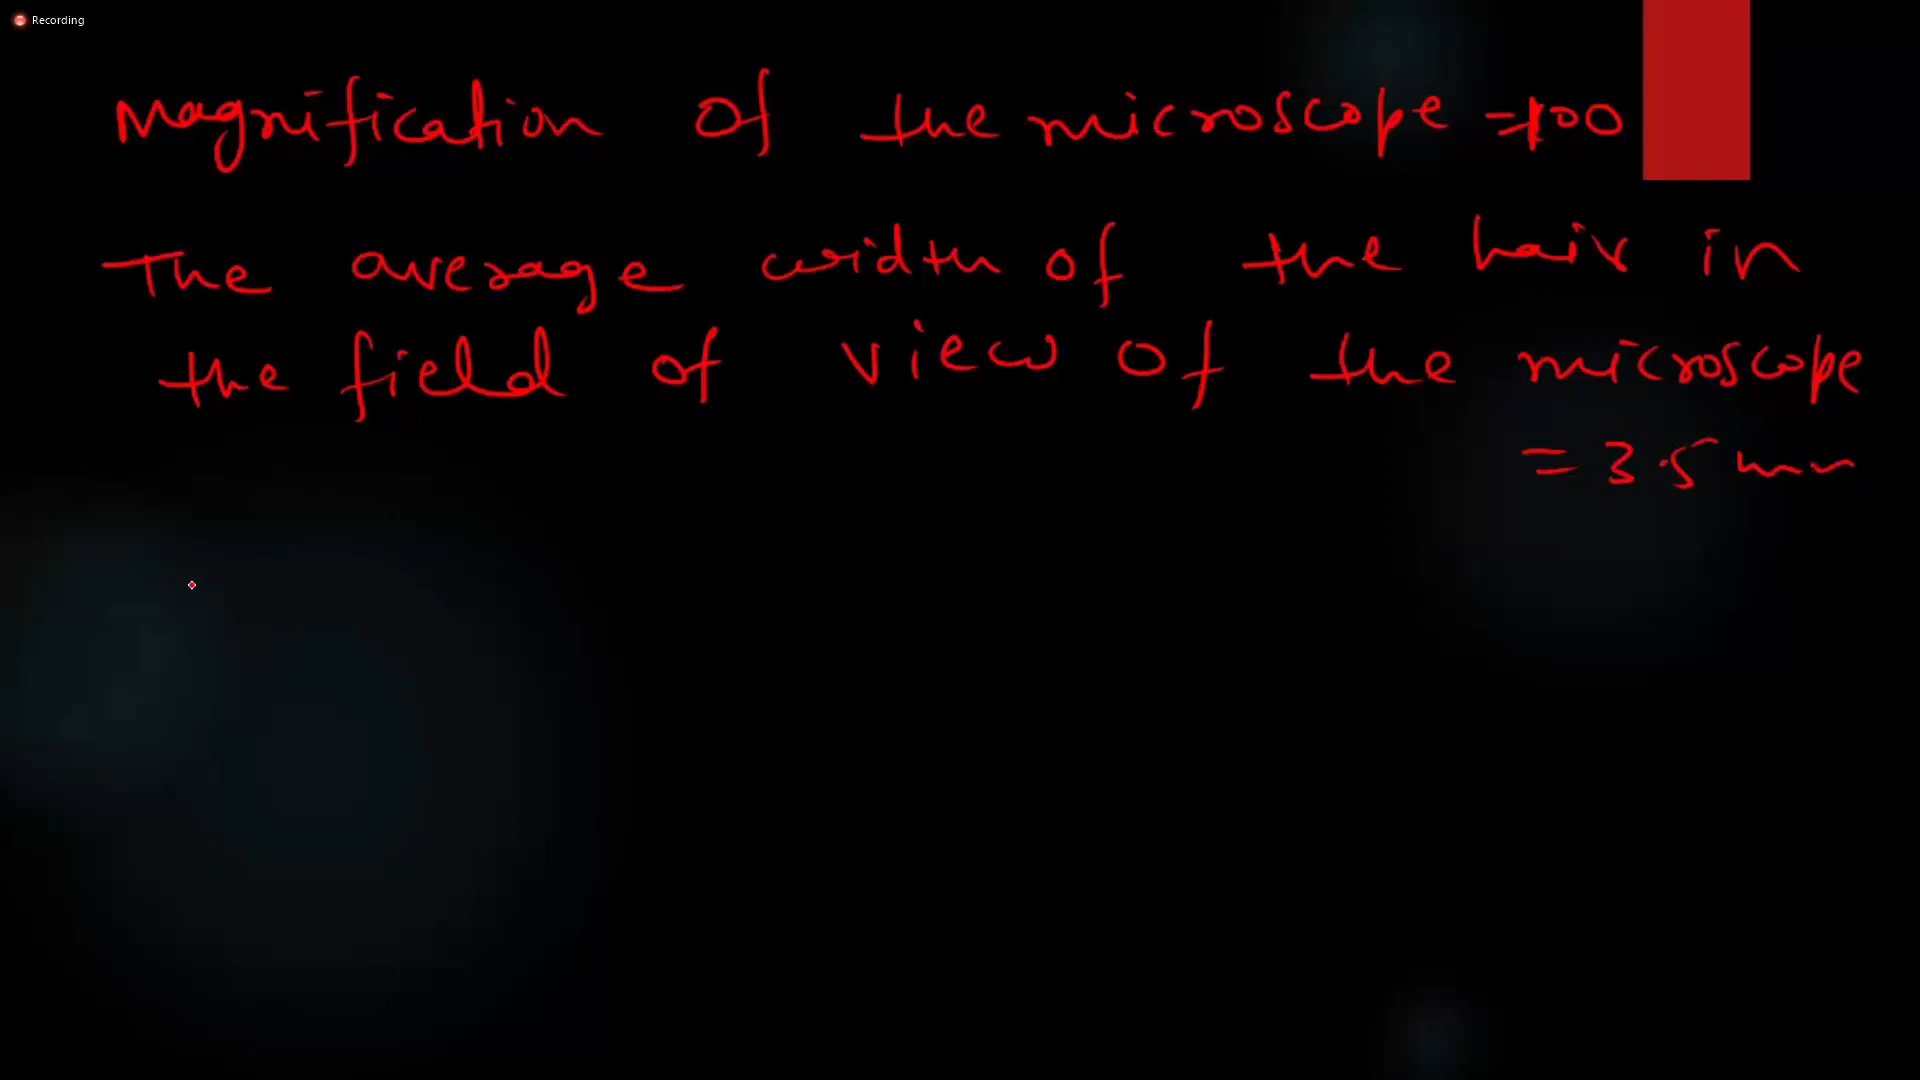 Recording
Magnification of the microscope = 100
The average width of the hair in
the field of view of the microscope
= 3.5 mm